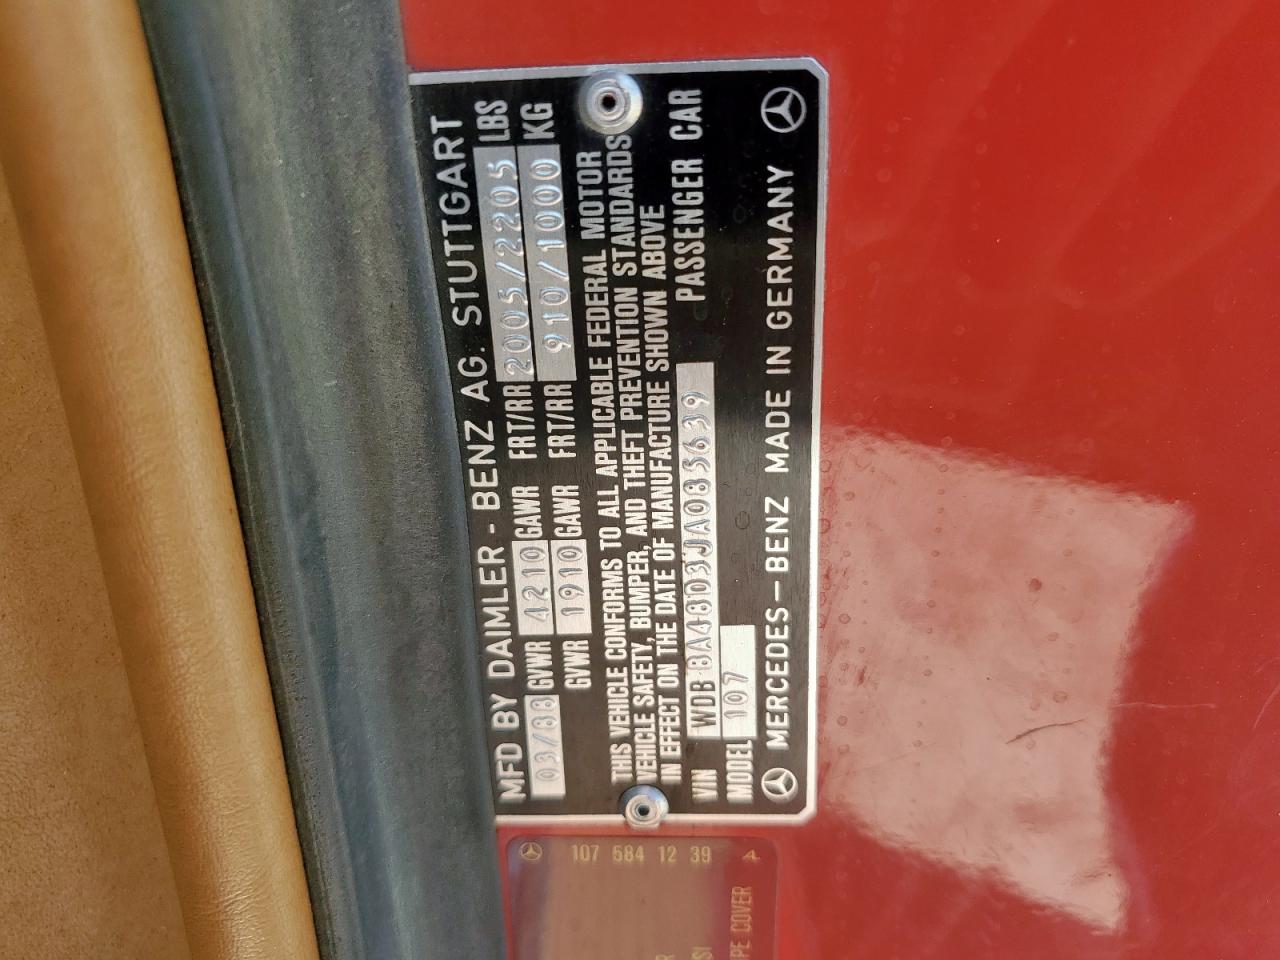 MFD BY DAIMLER-BENZ AG. STUTTGART
03/88 GVWR 4210 GAWR FRT/RR 2005/2205 LBS
GVWR 1910 GAWR FRT/RR 910/1000 KG
THIS VEHICLE CONFORMS TO ALL APPLICABLE FEDERAL MOTOR
VEHICLE SAFETY, BUMPER, AND THEFT PREVENTION STANDARDS
IN EFFECT ON THE DATE OF MANUFACTURE SHOWN ABOVE
VIN WDB BA48D3JA085639 PASSENGER CAR
MODEL 107
MERCEDES-BENZ MADE IN GERMANY
107 584 12 39 4
COVER